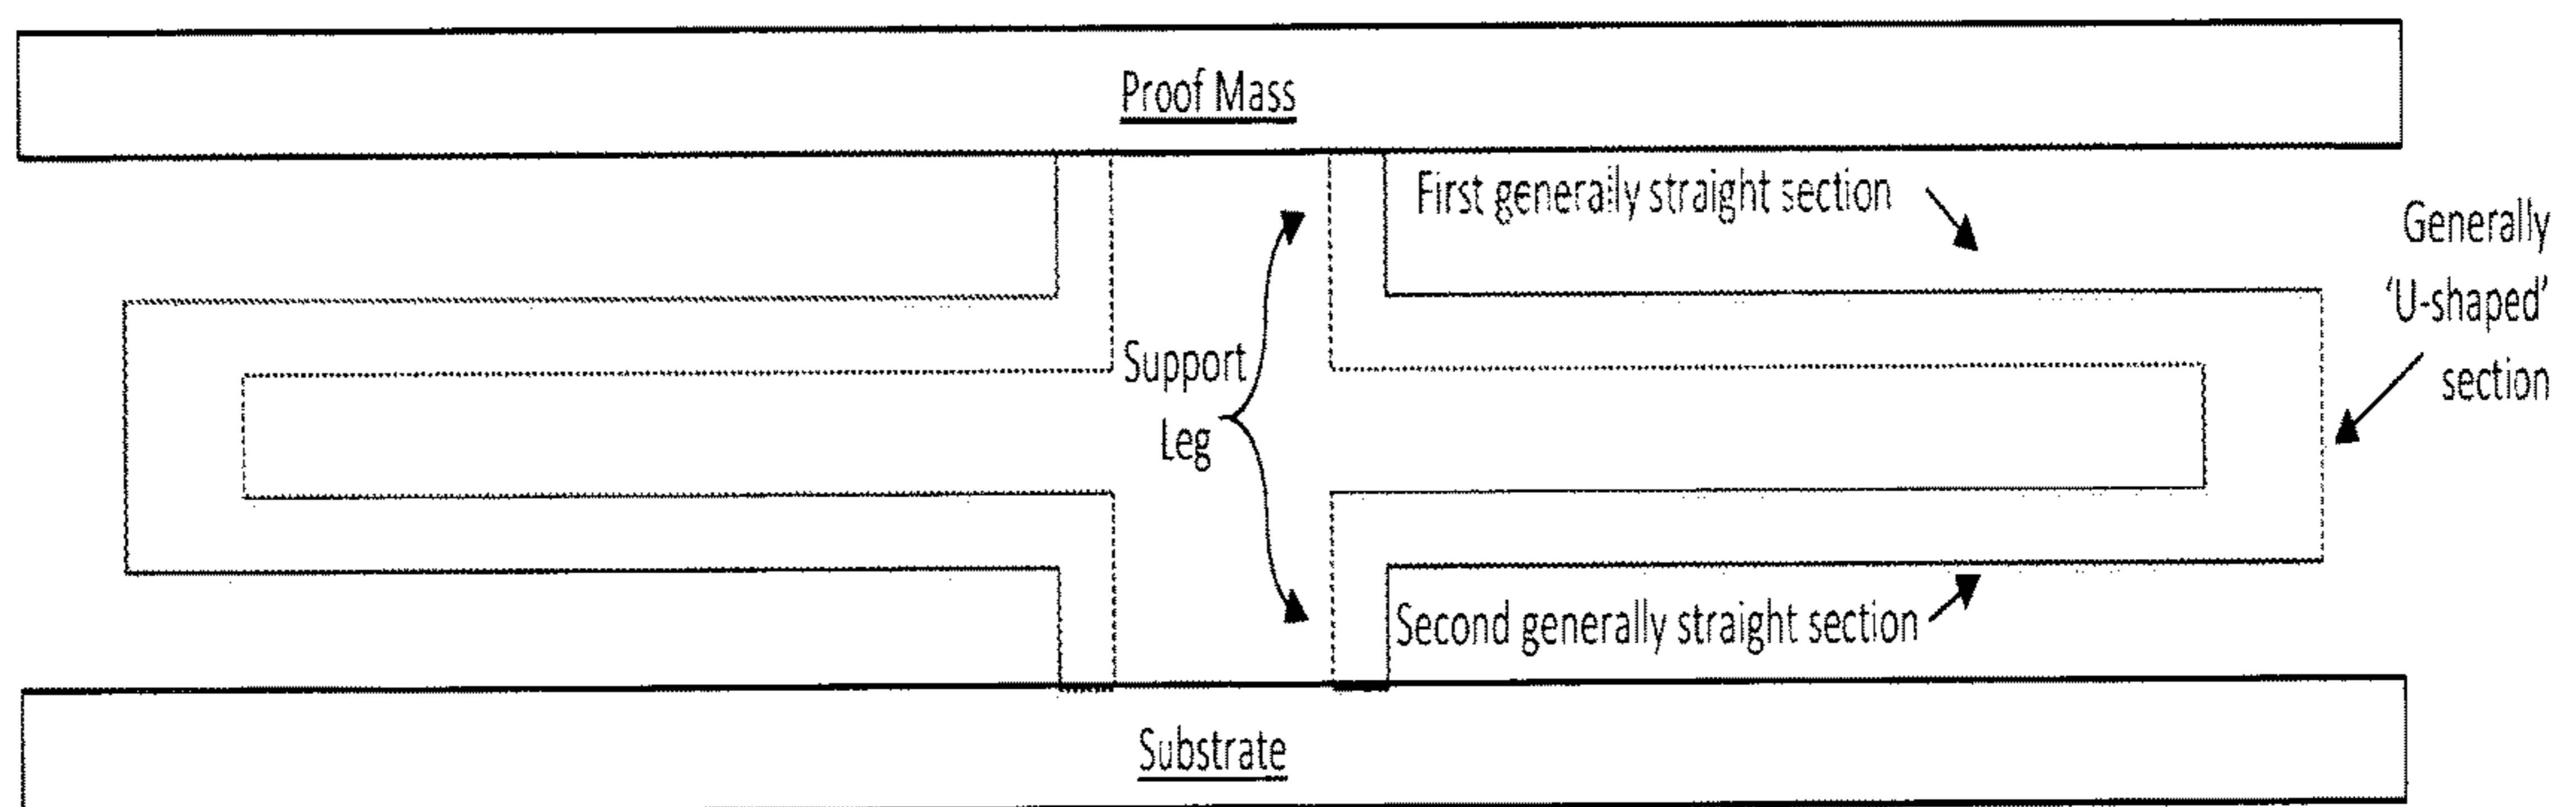 Proof Mass
First generally straight section
Generally
'U-shaped'
section
Support
Leg
Second generally straight section
Substrate